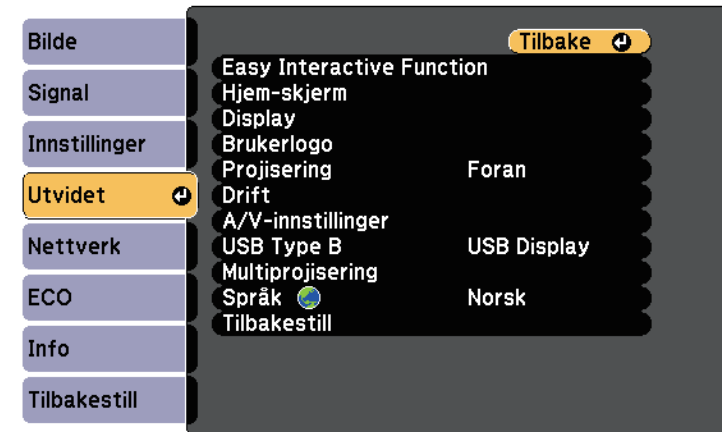 Bilde
Signal
Innstillinger
Utvidet
Nettverk
ECO
Info
Tilbakestill
Tilbake
Easy Interactive Function
Hjem-skjerm
Display
Brukerlogo
Projisering Foran
Drift
A/V-innstillinger
USB Type B USB Display
Multiprojisering
Språk Norsk
Tilbakestill